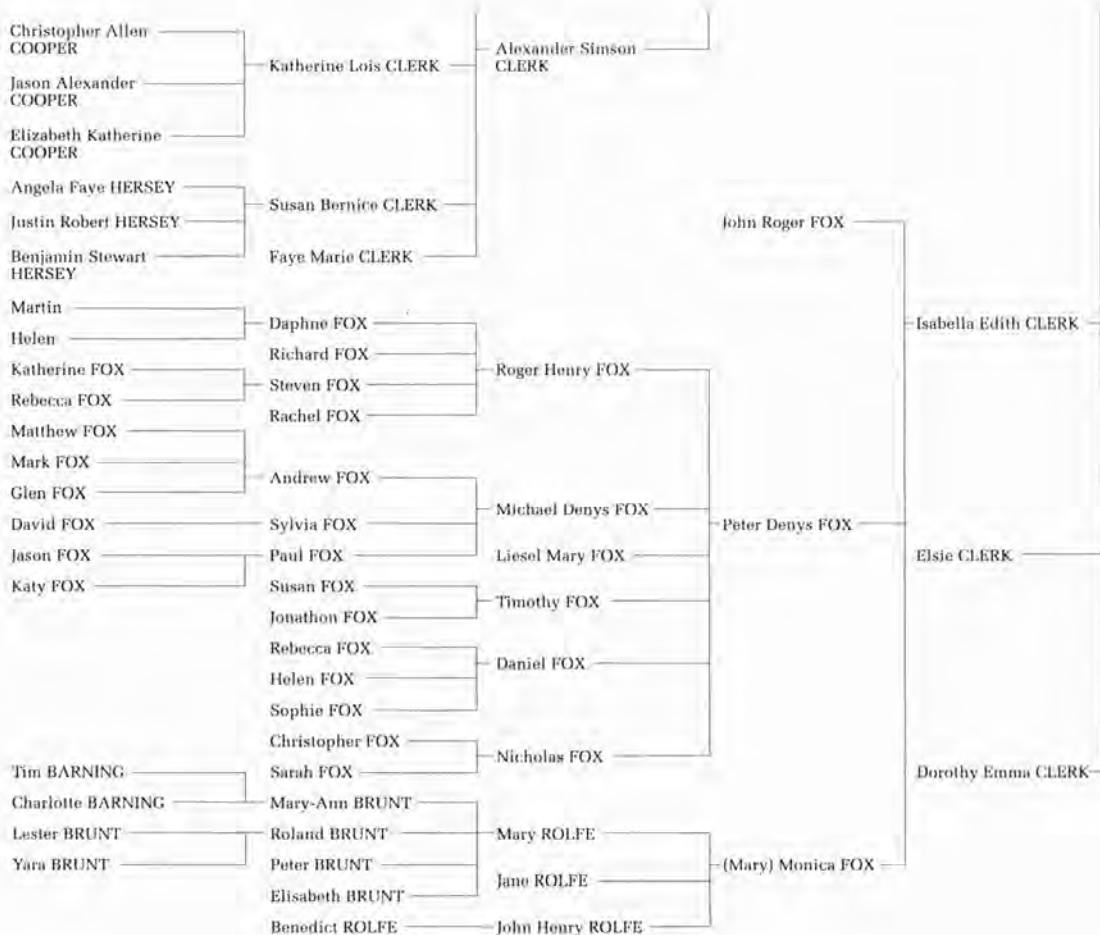 Christopher Allen
COOPER
Jason Alexander
COOPER
Elizabeth Katherine
COOPER
Angela Faye HERSEY
Justin Robert HERSEY
Benjamin Stewart
HERSEY
Martin
Helen
Katherine FOX
Rebecca FOX
Matthew FOX
Mark FOX
Glen FOX
David FOX
Jason FOX
Katy FOX
Tim BARNING
Charlotte BARNING
Lester BRUNT
Yara BRUNT
Katherine Lois CLERK
Susan Bernice CLERK
Faye Marie CLERK
Daphne FOX
Richard FOX
Steven FOX
Rachel FOX
Andrew FOX
Sylvia FOX
Paul FOX
Susan FOX
Jonathon FOX
Rebecca FOX
Helen FOX
Sophie FOX
Christopher FOX
Sarah FOX
Mary-Ann BRUNT
Roland BRUNT
Peter BRUNT
Elisabeth BRUNT
Benedict ROLFE
Alexander Simson
CLERK
Roger Henry FOX
Michael Denys FOX
Liesel Mary FOX
Timothy FOX
Daniel FOX
Nicholas FOX
Mary ROLFE
Jane ROLFE
John Henry ROLFE
John Roger FOX
Peter Denys FOX
(Mary) Monica FOX
Isabella Edith CLERK
Elsie CLERK
Dorothy Emma CLERK